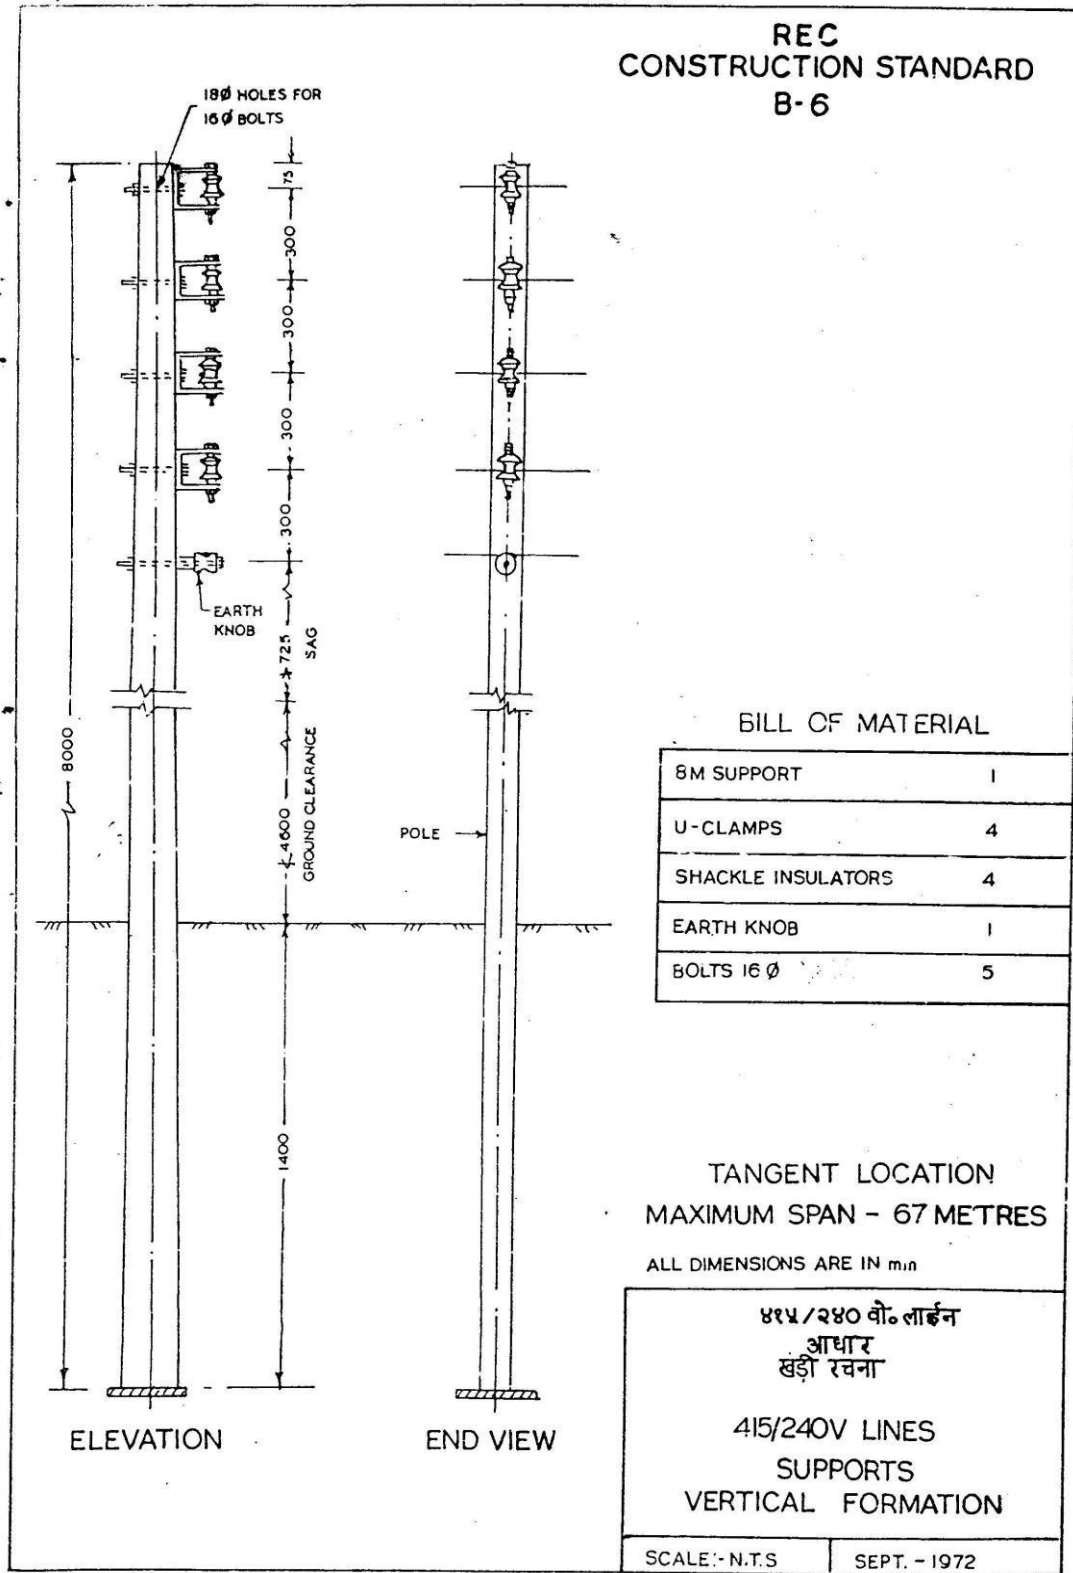 REC
CONSTRUCTION STANDARD
B-6
18Ø HOLES FOR
16Ø BOLTS
75
300
300
300
300
EARTH
KNOB
≯725
SAG
8000
≮4600
GROUND CLEARANCE
POLE
1400
BILL OF MATERIAL
8M SUPPORT 1
U-CLAMPS 4
SHACKLE INSULATORS 4
EARTH KNOB 1
BOLTS 16 Ø 5
TANGENT LOCATION
MAXIMUM SPAN - 67 METRES
ALL DIMENSIONS ARE IN mm
४१५/२४० वो॰ लाईन
आधार
खड़ी रचना
415/240V LINES
SUPPORTS
VERTICAL FORMATION
ELEVATION
END VIEW
SCALE:- N.T.S
SEPT. - 1972